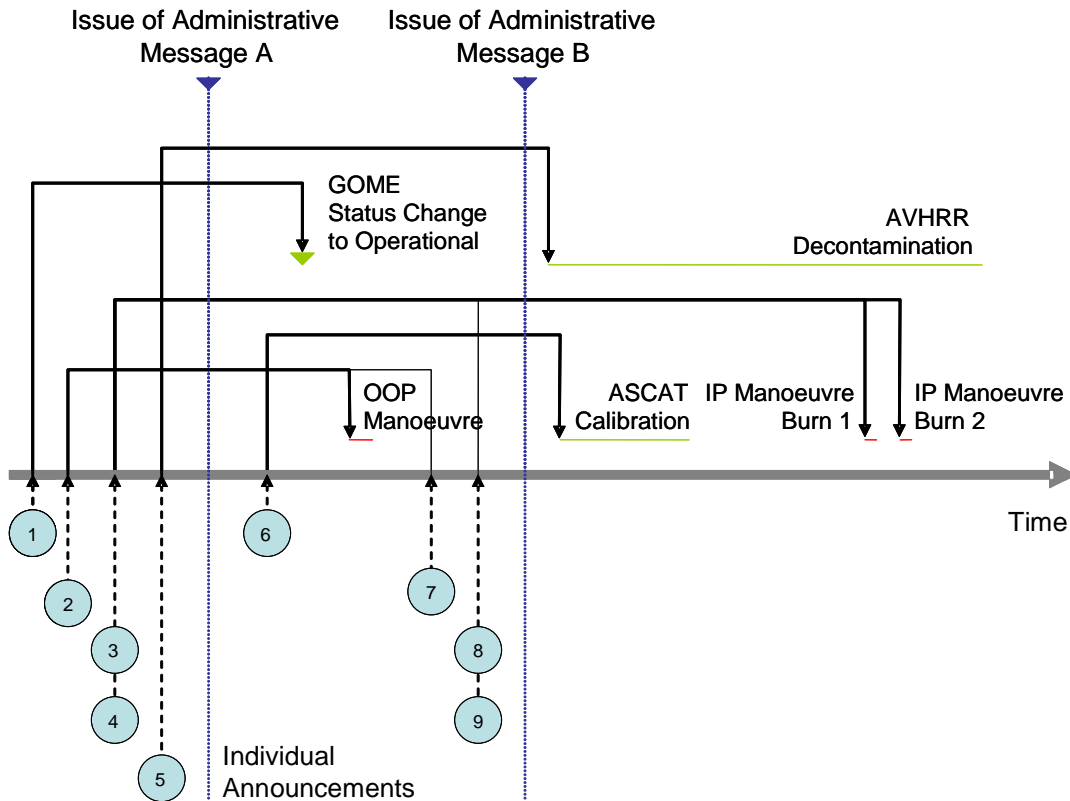 Issue of Administrative
Message A
Issue of Administrative
Message B
GOME
Status Change
to Operational
AVHRR
Decontamination
OOP
Manoeuvre
ASCAT
Calibration
IP Manoeuvre
Burn 1
IP Manoeuvre
Burn 2
Time
1
6
2
7
3
8
4
9
5
Individual
Announcements